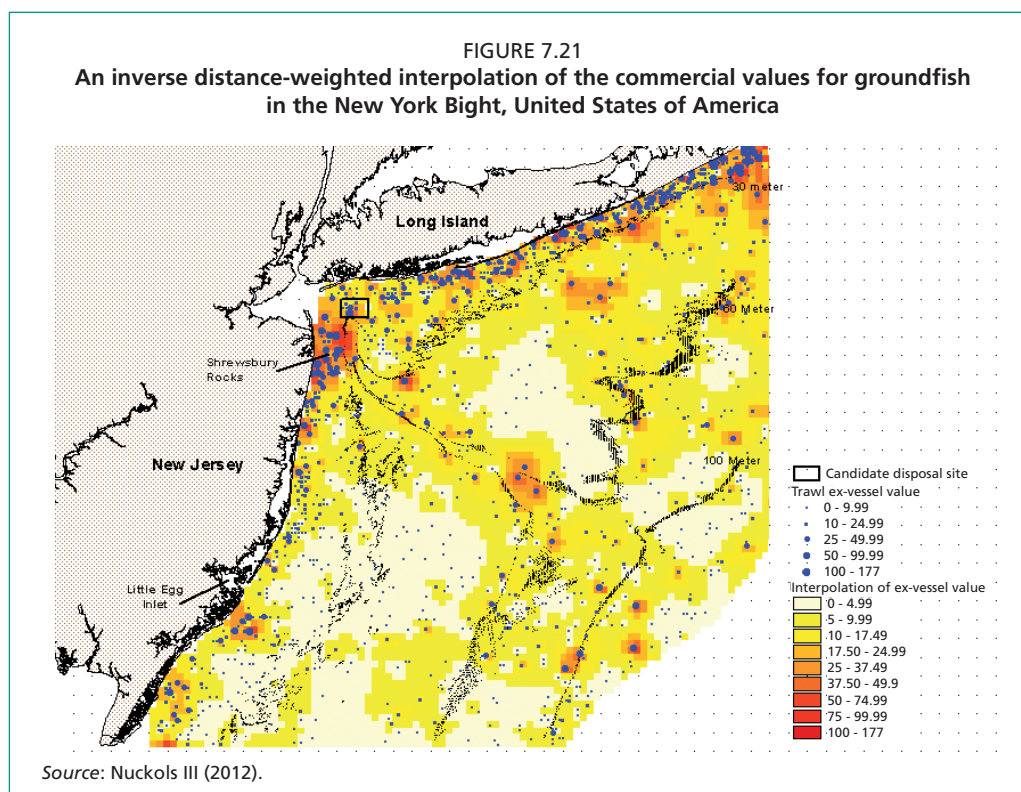 FIGURE 7.21
An inverse distance-weighted interpolation of the commercial values for groundfish
in the New York Bight, United States of America
30 meter
Long Island
60 Meter
Shrewsbury
Rocks
New Jersey
100 Meter
Candidate disposal site
Trawl ex-vessel value
0 - 9.99
10 - 24.99
25 - 49.99
50 - 99.99
100 - 177
Little Egg
Inlet
Interpolation of ex-vessel value
0 - 4.99
5 - 9.99
10 - 17.49
17.50 - 24.99
25 - 37.49
37.50 - 49.9
50 - 74.99
75 - 99.99
100 - 177
Source: Nuckols III (2012).